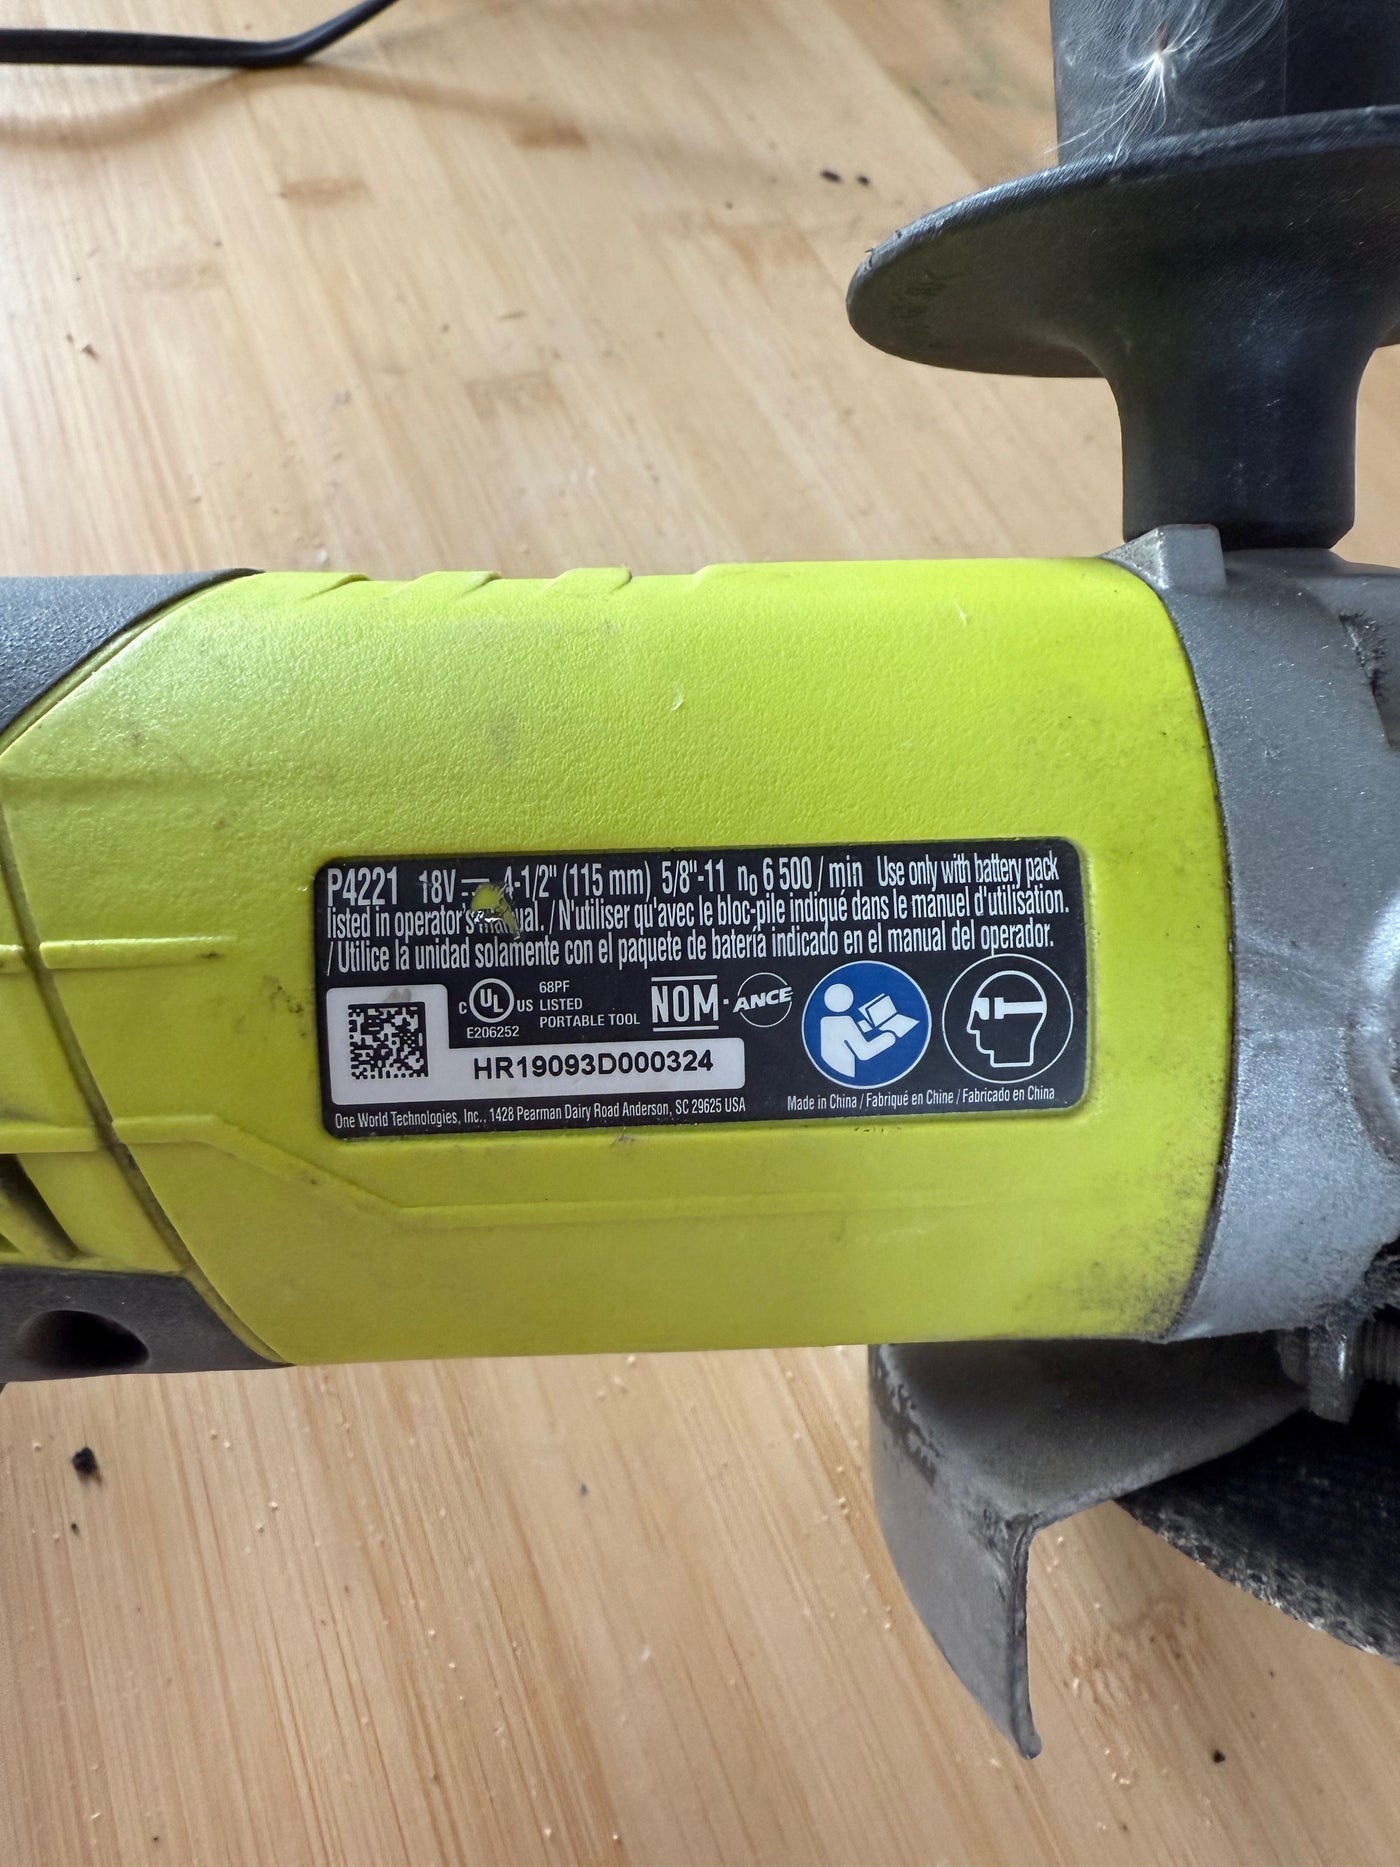 P4221 18V 4-1/2" (115 mm) 5/8"-11 n₀ 6 500 / min Use only with battery pack
listed in operator's manual. / N'utiliser qu'avec le bloc-pile indiqué dans le manuel d'utilisation.
/ Utilice la unidad solamente con el paquete de batería indicado en el manual del operador.
C UL US
E206252
68PF
LISTED
PORTABLE TOOL
NOM-ANCE
HR19093D000324
One World Technologies, Inc., 1428 Pearman Dairy Road Anderson, SC 29625 USA
Made in China / Fabriqué en Chine / Fabricado en China